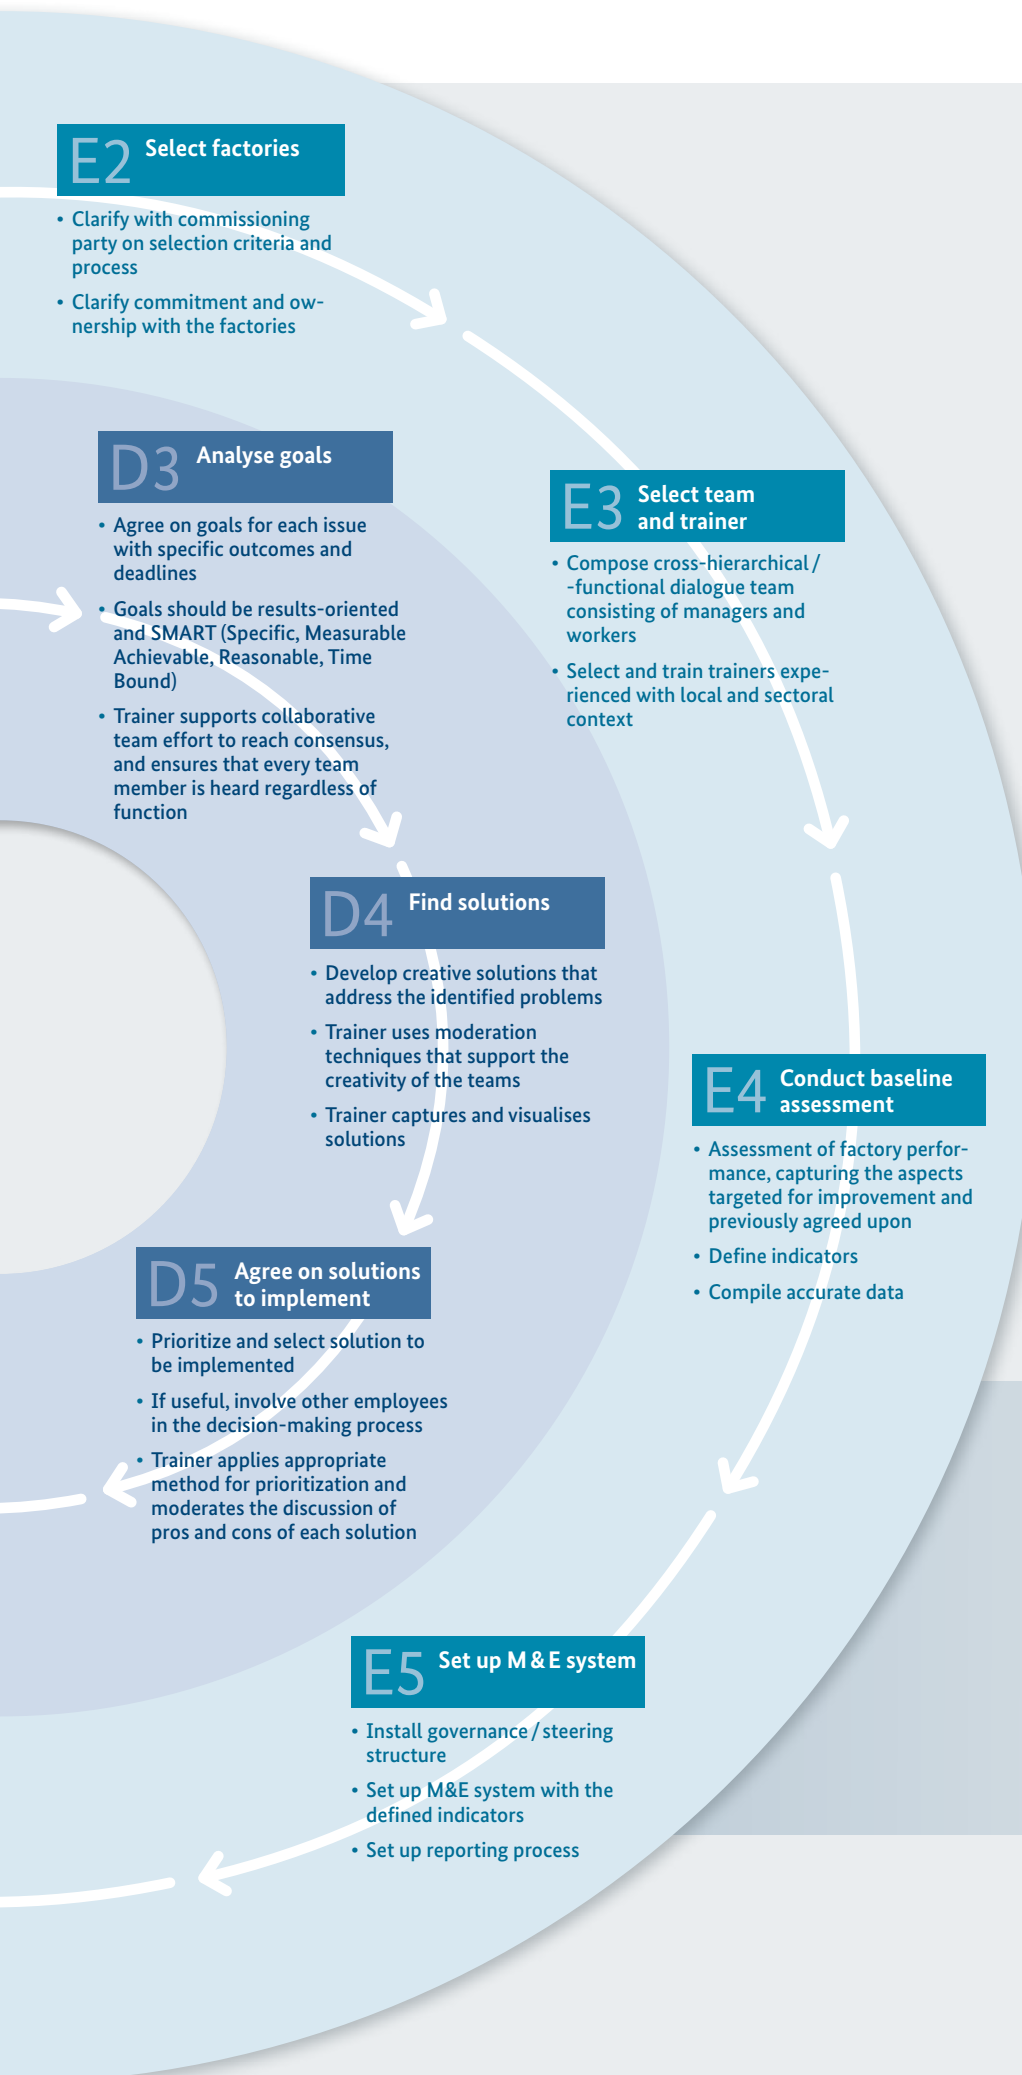 E2 Select factories
• Clarify with commissioning
party on selection criteria and
process
• Clarify commitment and ow-
nership with the factories
D3 Analyse goals
• Agree on goals for each issue
with specific outcomes and
deadlines
• Goals should be results-oriented
and SMART (Specific, Measurable
Achievable, Reasonable, Time
Bound)
• Trainer supports collaborative
team effort to reach consensus,
and ensures that every team
member is heard regardless of
function
E3 Select team
and trainer
• Compose cross-hierarchical /
-functional dialogue team
consisting of managers and
workers
• Select and train trainers expe-
rienced with local and sectoral
context
D4 Find solutions
• Develop creative solutions that
address the identified problems
• Trainer uses moderation
techniques that support the
creativity of the teams
• Trainer captures and visualises
solutions
E4 Conduct baseline
assessment
• Assessment of factory perfor-
mance, capturing the aspects
targeted for improvement and
previously agreed upon
• Define indicators
• Compile accurate data
D5 Agree on solutions
to implement
• Prioritize and select solution to
be implemented
• If useful, involve other employees
in the decision-making process
• Trainer applies appropriate
method for prioritization and
moderates the discussion of
pros and cons of each solution
E5 Set up M & E system
• Install governance / steering
structure
• Set up M&E system with the
defined indicators
• Set up reporting process